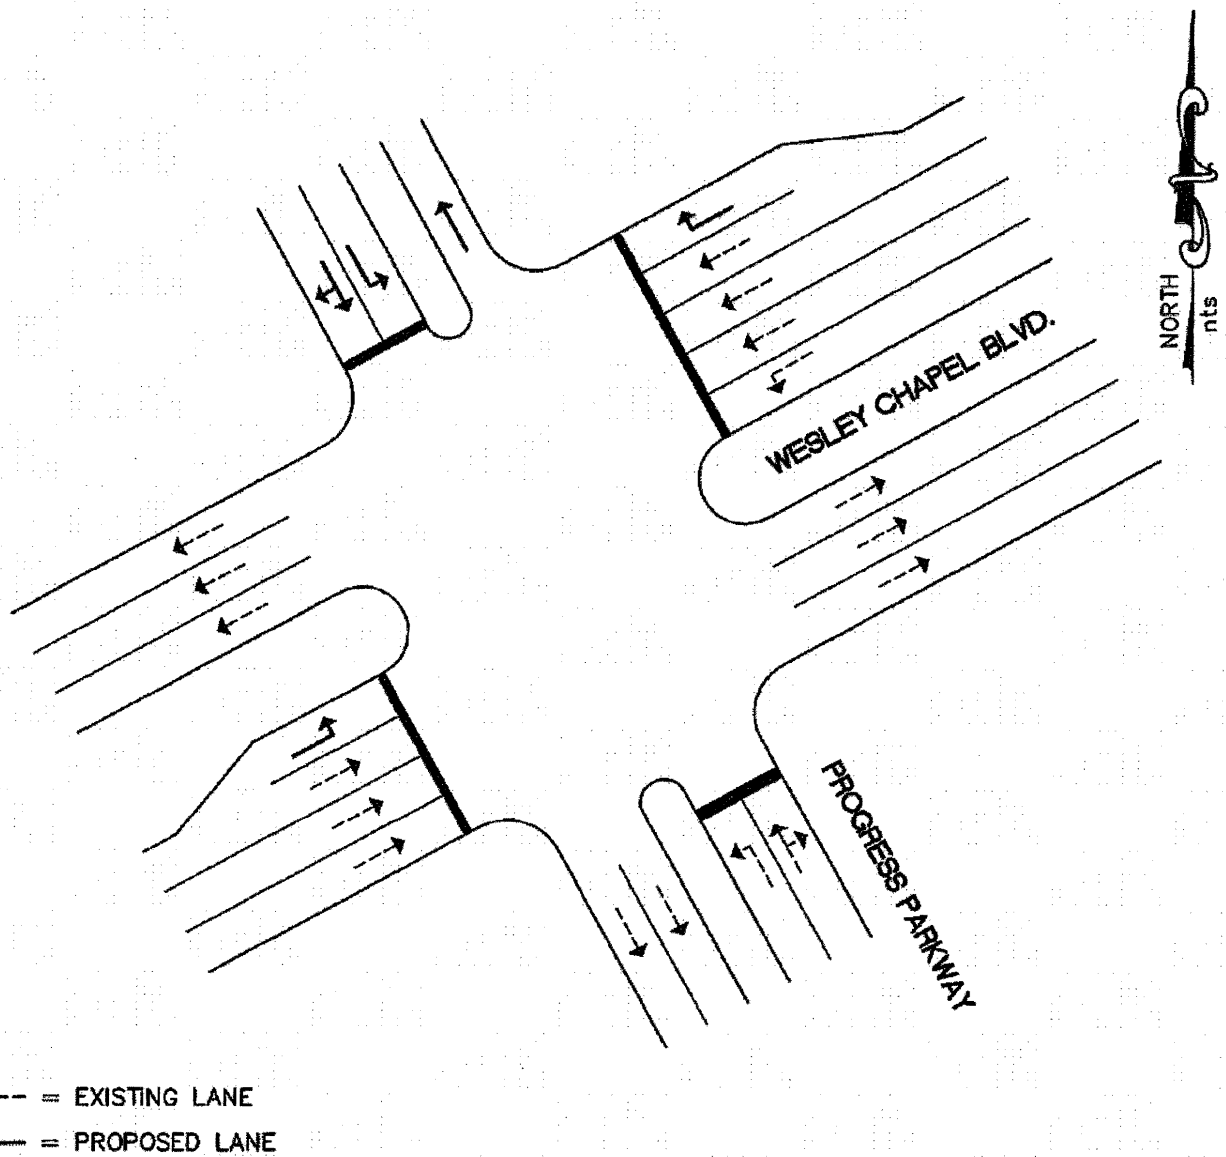 NORTH
nts
WESLEY CHAPEL BLVD.
PROGRESS PARKWAY
-- = EXISTING LANE
— = PROPOSED LANE